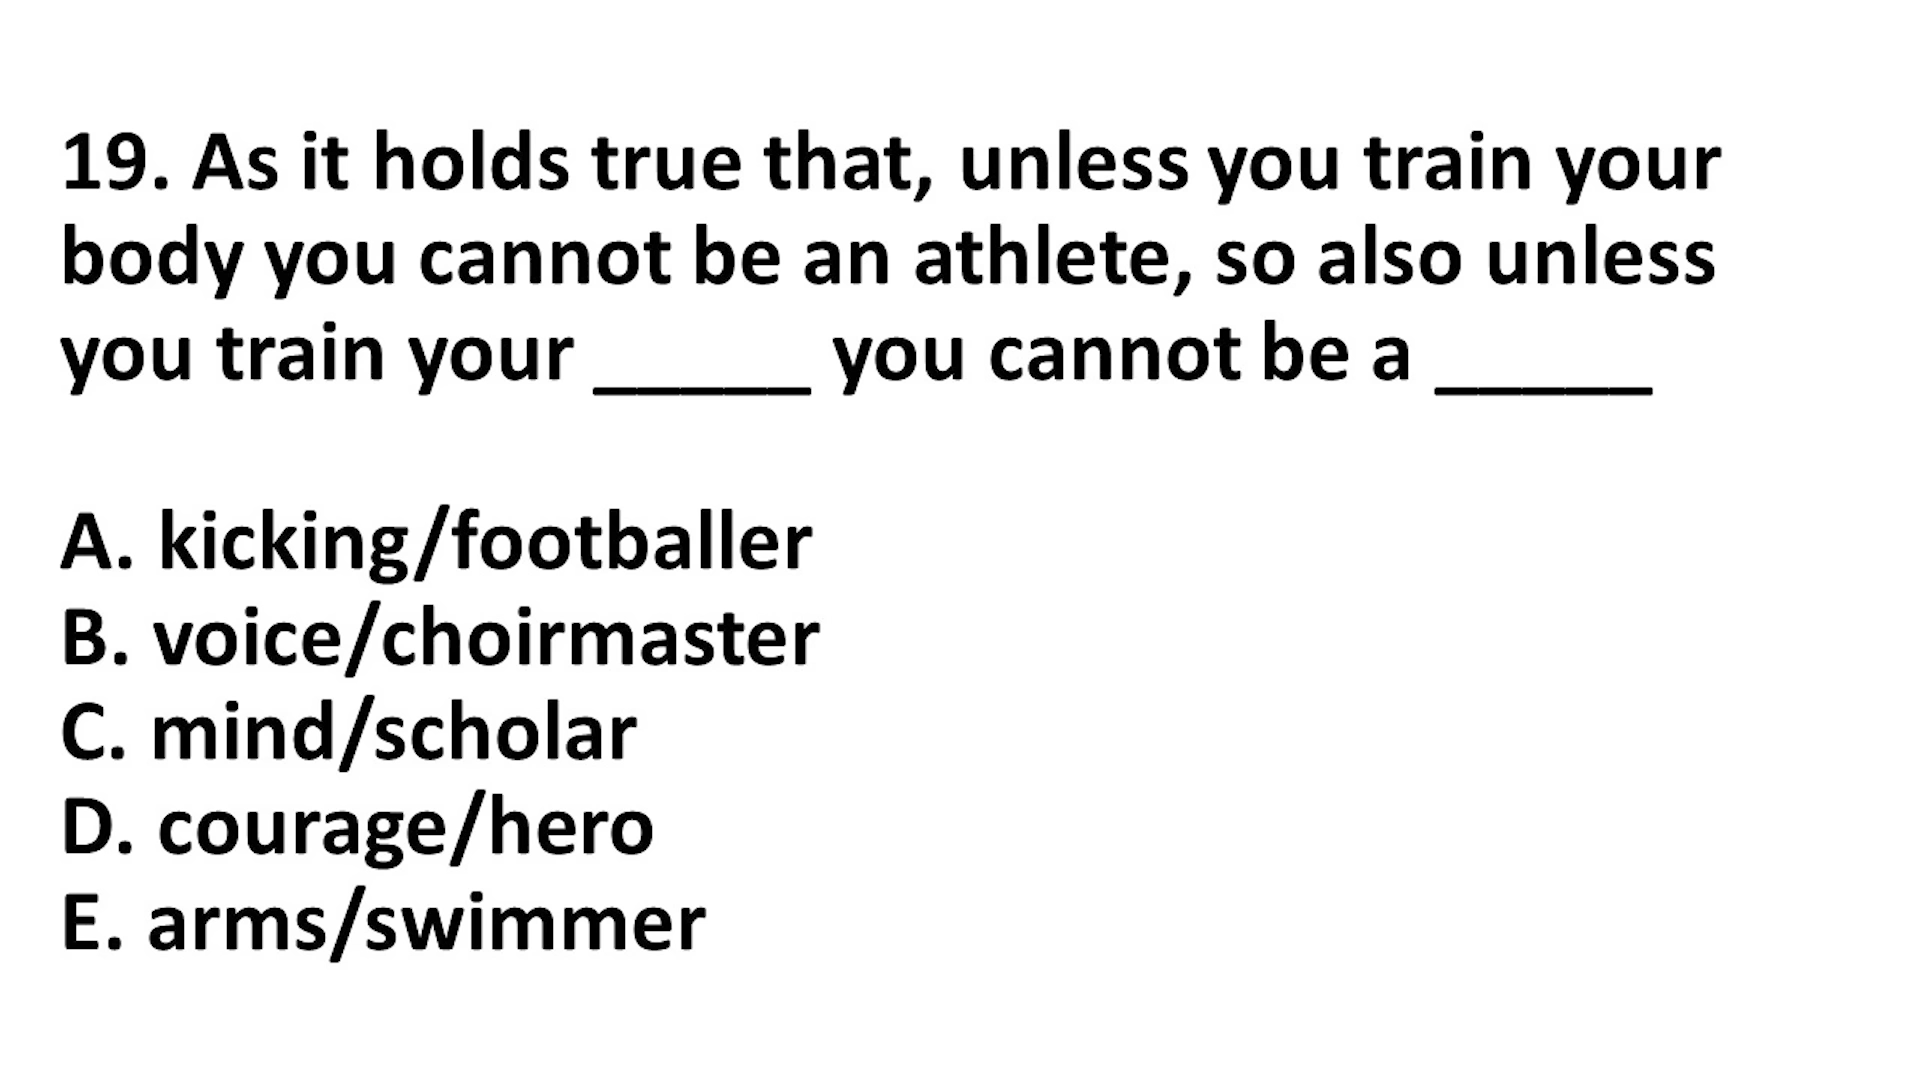 19. As it holds true that, unless you train your
body you cannot be an athlete, so also unless
you train your _____ you cannot be a _____
A. kicking/footballer
B. voice/choirmaster
C. mind/scholar
D. courage/hero
E. arms/swimmer